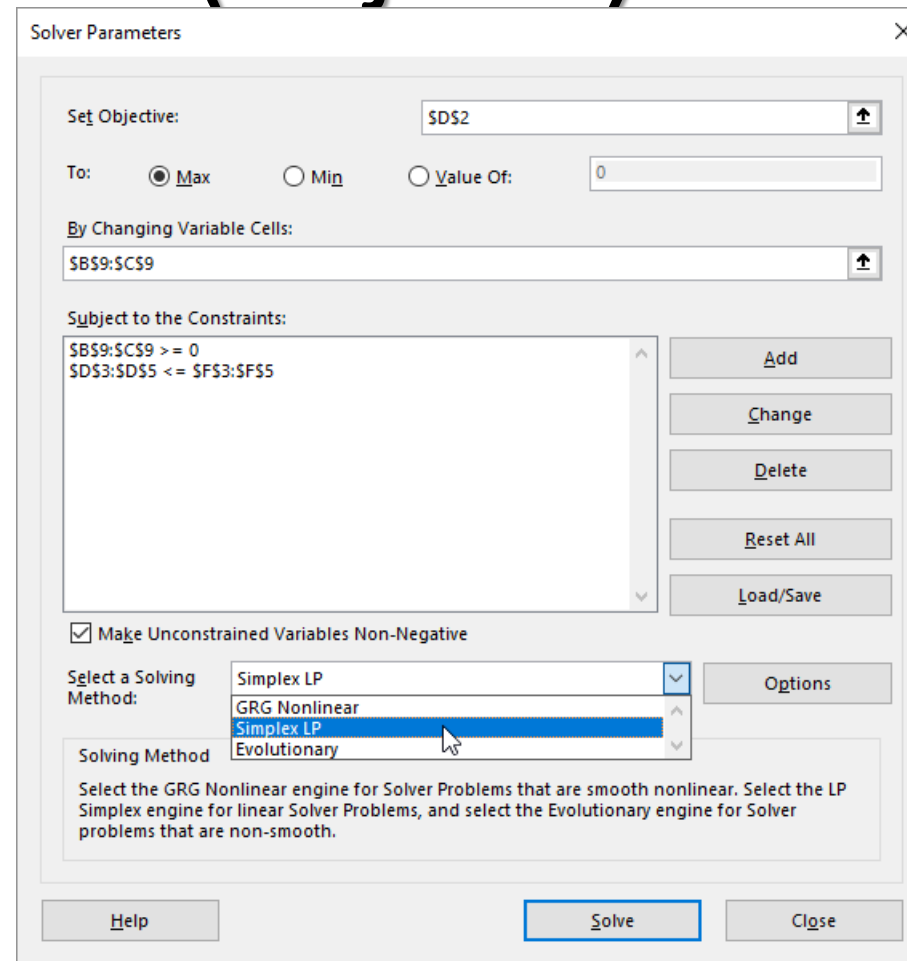 Solver Parameters
Set Objective:
$D$2
To:
Max
Min
Value Of:
0
By Changing Variable Cells:
$B$9:$C$9
Subject to the Constraints:
$B$9:$C$9 >= 0
$D$3:$D$5 <= $F$3:$F$5
Add
Change
Delete
Reset All
Load/Save
Make Unconstrained Variables Non-Negative
Select a Solving
Method:
Simplex LP
Options
GRG Nonlinear
Simplex LP
Evolutionary
Solving Method
Select the GRG Nonlinear engine for Solver Problems that are smooth nonlinear. Select the LP
Simplex engine for linear Solver Problems, and select the Evolutionary engine for Solver
problems that are non-smooth.
Help
Solve
Close